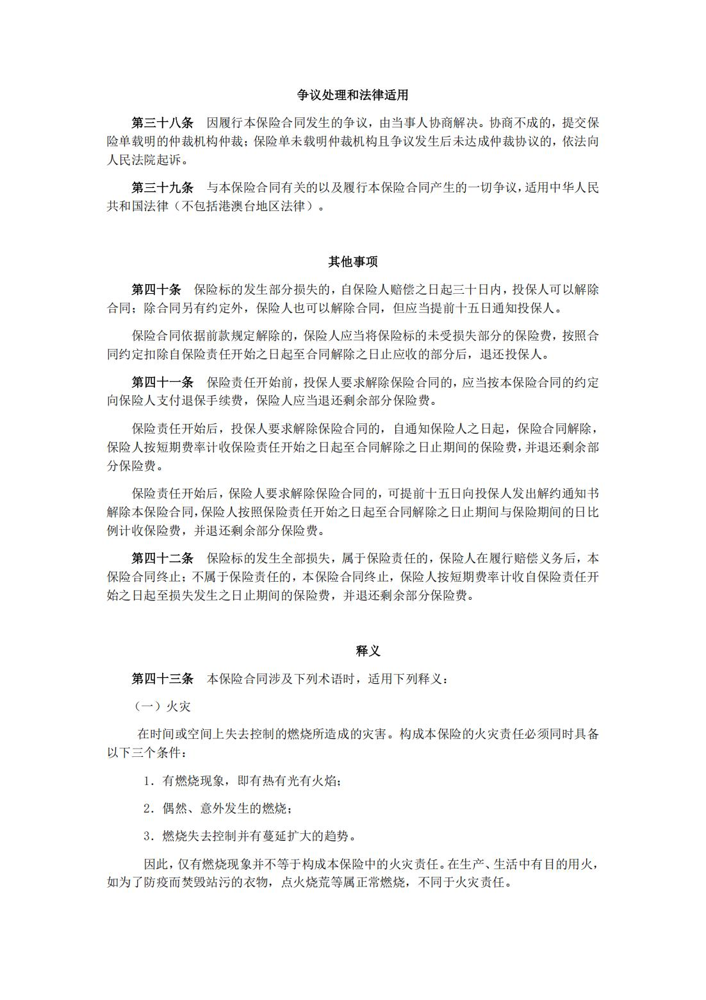 争议处理和法律适用
第三十八条 因履行本保险合同发生的争议，由当事人协商解决。协商不成的，提交保
险单载明的仲裁机构仲裁；保险单未载明仲裁机构且争议发生后未达成仲裁协议的，依法向
人民法院起诉。
第三十九条 与本保险合同有关的以及履行本保险合同产生的一切争议，适用中华人民
共和国法律（不包括港澳台地区法律）。
其他事项
第四十条 保险标的发生部分损失的，自保险人赔偿之日起三十日内，投保人可以解除
合同；除合同另有约定外，保险人也可以解除合同，但应当提前十五日通知投保人。
保险合同依据前款规定解除的，保险人应当将保险标的未受损失部分的保险费，按照合
同约定扣除自保险责任开始之日起至合同解除之日止应收的部分后，退还投保人。
第四十一条 保险责任开始前，投保人要求解除保险合同的，应当按本保险合同的约定
向保险人支付退保手续费，保险人应当退还剩余部分保险费。
保险责任开始后，投保人要求解除保险合同的，自通知保险人之日起，保险合同解除，
保险人按短期费率计收保险责任开始之日起至合同解除之日止期间的保险费，并退还剩余部
分保险费。
保险责任开始后，保险人要求解除保险合同的，可提前十五日向投保人发出解约通知书
解除本保险合同，保险人按照保险责任开始之日起至合同解除之日止期间与保险期间的日比
例计收保险费，并退还剩余部分保险费。
第四十二条 保险标的发生全部损失，属于保险责任的，保险人在履行赔偿义务后，本
保险合同终止；不属于保险责任的，本保险合同终止，保险人按短期费率计收自保险责任开
始之日起至损失发生之日止期间的保险费，并退还剩余部分保险费。
释义
第四十三条 本保险合同涉及下列术语时，适用下列释义：
（一）火灾
在时间或空间上失去控制的燃烧所造成的灾害。构成本保险的火灾责任必须同时具备
以下三个条件：
1．有燃烧现象，即有热有光有火焰；
2．偶然、意外发生的燃烧；
3．燃烧失去控制并有蔓延扩大的趋势。
因此，仅有燃烧现象并不等于构成本保险中的火灾责任。在生产、生活中有目的用火，
如为了防疫而焚毁站污的衣物，点火烧荒等属正常燃烧，不同于火灾责任。